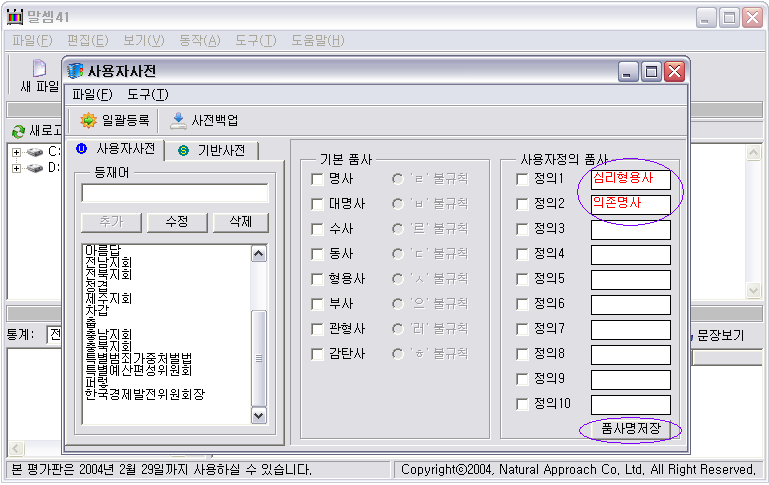 말셈41
파일(F) 편집(E) 보기(V) 동작(A) 도구(T) 도움말(H)
새 파일
새로고
C:
D:
통계: 전
문장보기
사용자사전
파일(F) 도구(T)
일괄등록 사전백업
사용자사전 기반사전
등재어
추가 수정 삭제
아름답
전남지회
전북지회
정겹
제주지회
차갑
춥
충남지회
충북지회
특별범죄가중처벌법
특별예산편성위원회
퍼렇
한국경제발전위원회장
기본 품사
명사 'ㄹ' 불규칙
대명사 'ㅂ' 불규칙
수사 '르' 불규칙
동사 'ㄷ' 불규칙
형용사 'ㅅ' 불규칙
부사 '으' 불규칙
관형사 '러' 불규칙
감탄사 'ㅎ' 불규칙
사용자정의 품사
정의1 심리형용사
정의2 의존명사
정의3
정의4
정의5
정의6
정의7
정의8
정의9
정의10
품사명저장
본 평가판은 2004년 2월 29일까지 사용하실 수 있습니다.
Copyrightⓒ2004, Natural Approach Co, Ltd, All Right Reserved,